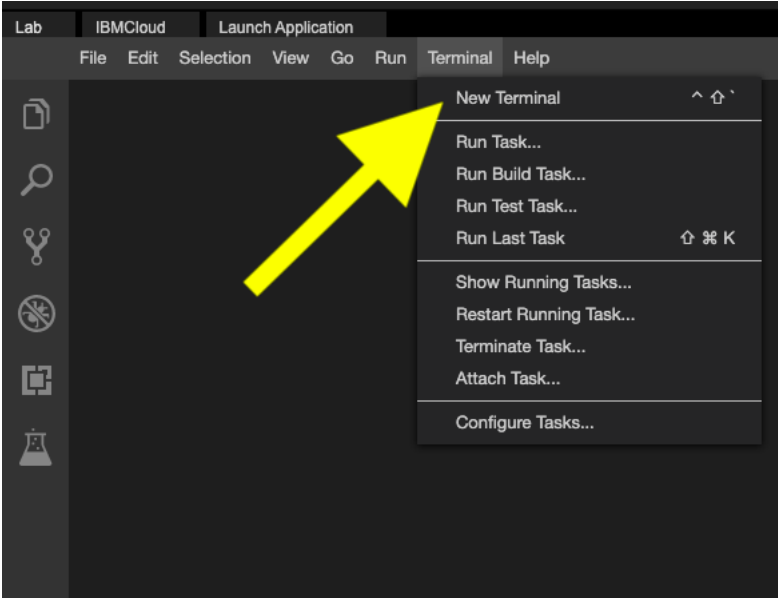 Lab IBMCloud Launch Application
File Edit Selection View Go Run Terminal Help
New Terminal ^ ⇧ `
Run Task...
Run Build Task...
Run Test Task...
Run Last Task ⇧ ⌘ K
Show Running Tasks...
Restart Running Task...
Terminate Task...
Attach Task...
Configure Tasks...